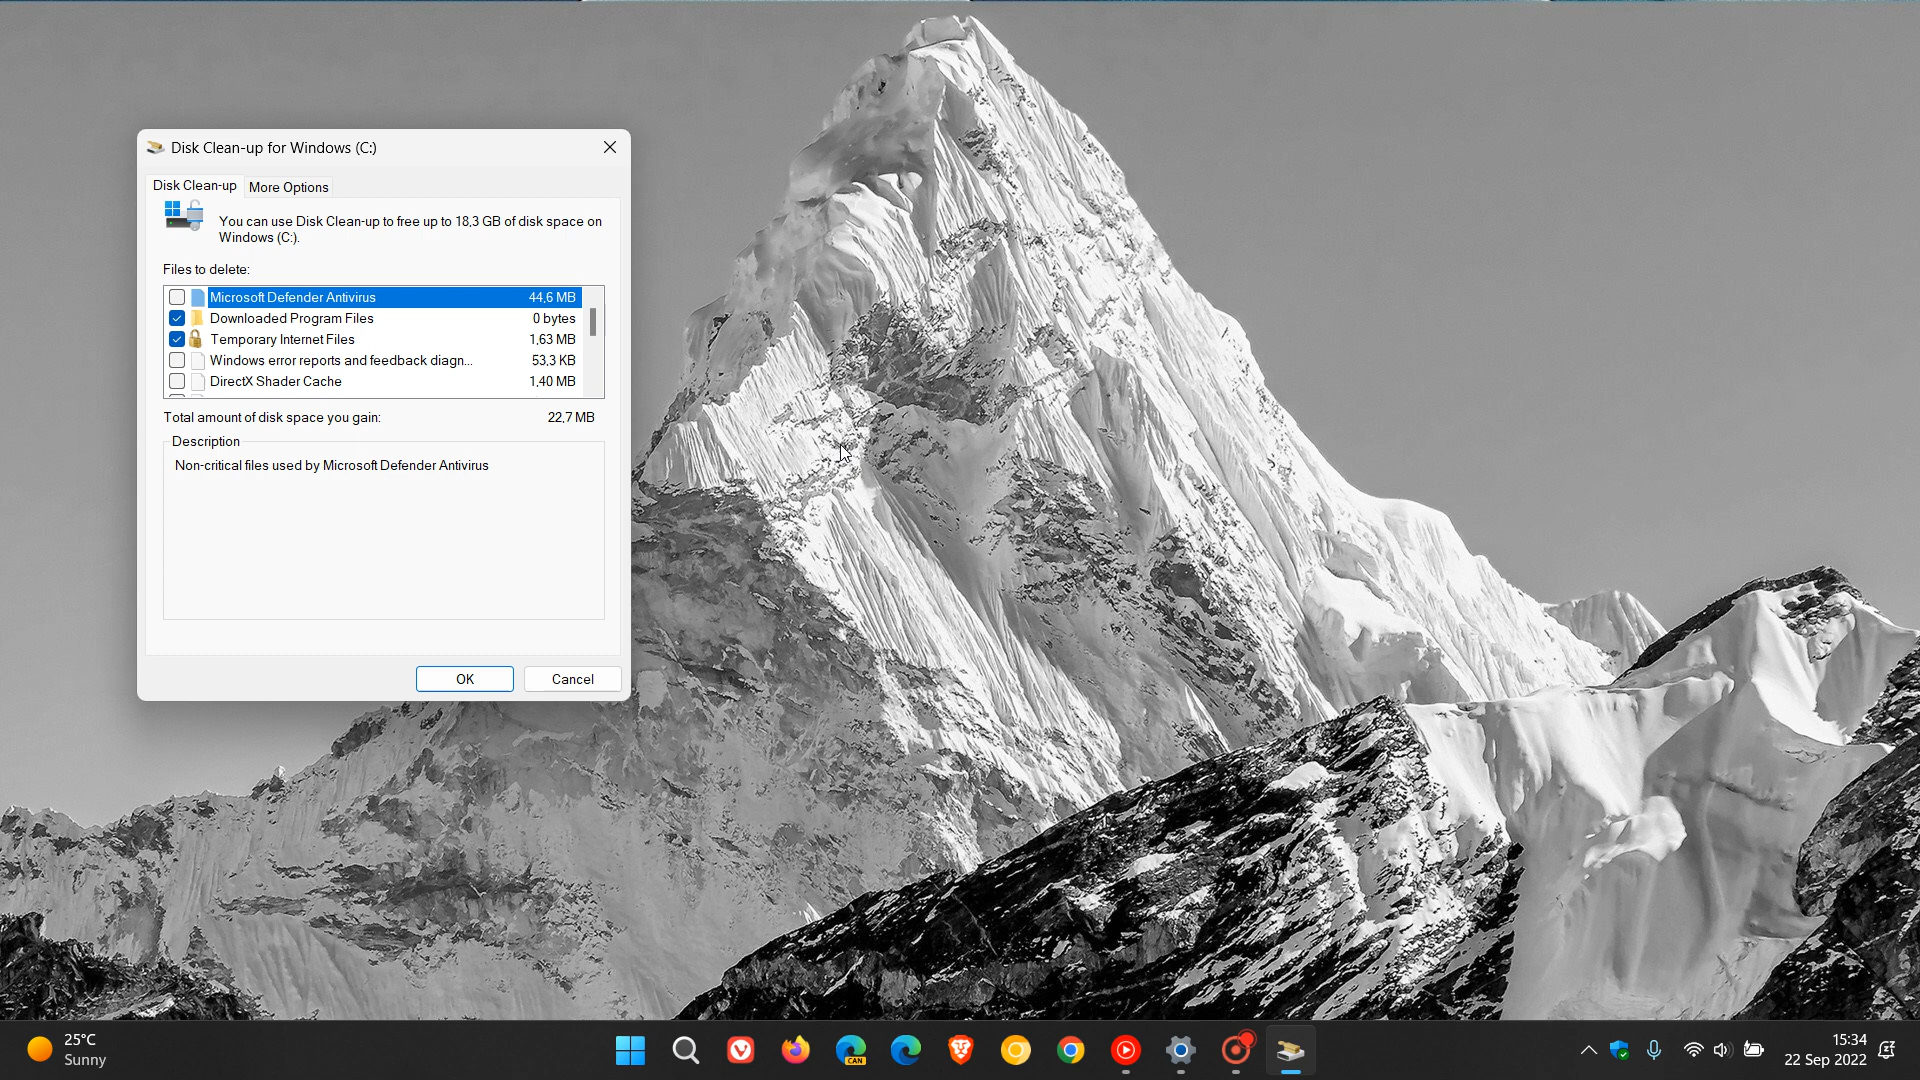 Disk Clean-up for Windows (C:)
Disk Clean-up
More Options
You can use Disk Clean-up to free up to 18,3 GB of disk space on
Windows (C:).
Files to delete:
Microsoft Defender Antivirus 44,6 MB
Downloaded Program Files 0 bytes
Temporary Internet Files 1,63 MB
Windows error reports and feedback diagn... 53,3 KB
DirectX Shader Cache 1,40 MB
Total amount of disk space you gain: 22,7 MB
Description
Non-critical files used by Microsoft Defender Antivirus
OK
Cancel
25°C
Sunny
CAN
15:34
22 Sep 2022